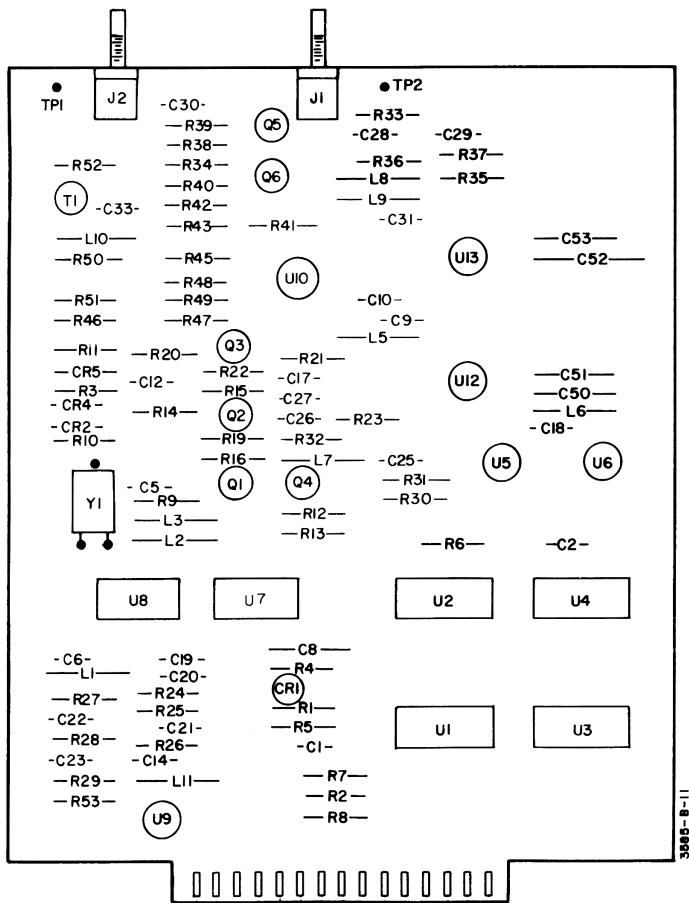 J2
J1
TP1
TP2
-C30-
R39
Q5
R33
-C28-
-C29-
R38
R52
R34
Q6
R36
R37
L8
R35
T1
R40
-C33-
R42
L9
R43
R41
-C31-
L10
C53
R50
R45
U13
C52
R48
U10
R51
R49
-C10-
R46
R47
-C9-
L5
R11
R20
Q3
R21
CR5
-C12-
R22
-C17-
U12
C51
R3
R15
-C27-
C50
-CR4-
R14
Q2
-C26-
R23
L6
-CR2-
-C18-
R10
R19
R32
R16
L7
-C25-
U5
U6
Y1
-C5-
Q1
Q4
R31
R9
R30
L3
R12
L2
R13
R6
-C2-
U8
U7
U2
U4
-C6-
-C19-
C8
L1
-C20-
R4
R27
R24
CR1
-C22-
R25
R1
R28
-C21-
R5
U1
U3
R26
-C1-
-C23-
-C14-
R29
L11
R7
R53
R2
U9
R8
3585-B-11